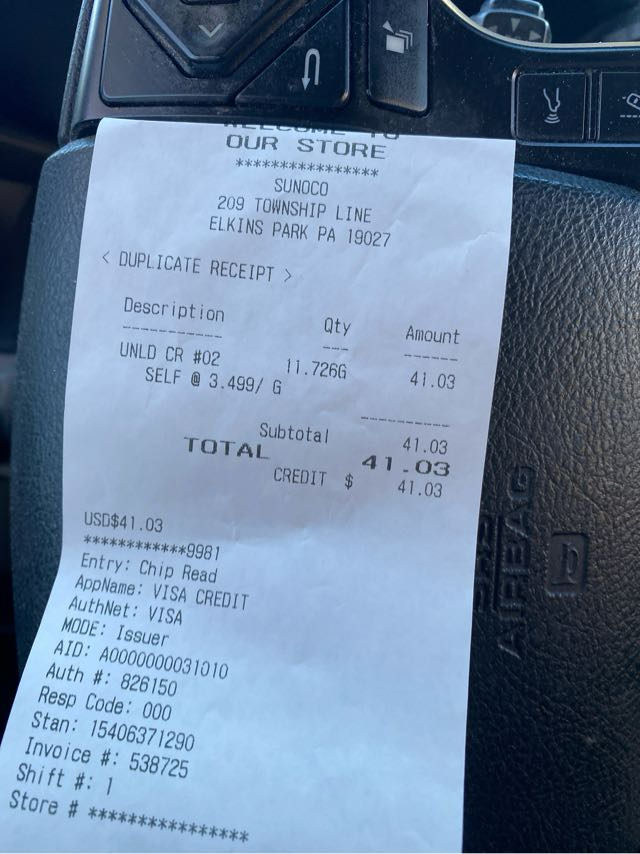 WELCOME TO
OUR STORE
****************
SUNOCO
209 TOWNSHIP LINE
ELKINS PARK PA 19027
< DUPLICATE RECEIPT >
Description Qty Amount
UNLD CR #02 11.726G 41.03
SELF @ 3.499/ G
Subtotal 41.03
TOTAL 41.03
CREDIT $ 41.03
USD$41.03
************9981
Entry: Chip Read
AppName: VISA CREDIT
AuthNet: VISA
MODE: Issuer
AID: A0000000031010
Auth #: 826150
Resp Code: 000
Stan: 15406371290
Invoice #: 538725
Shift #: 1
Store # ****************
SRS
AIRBAG